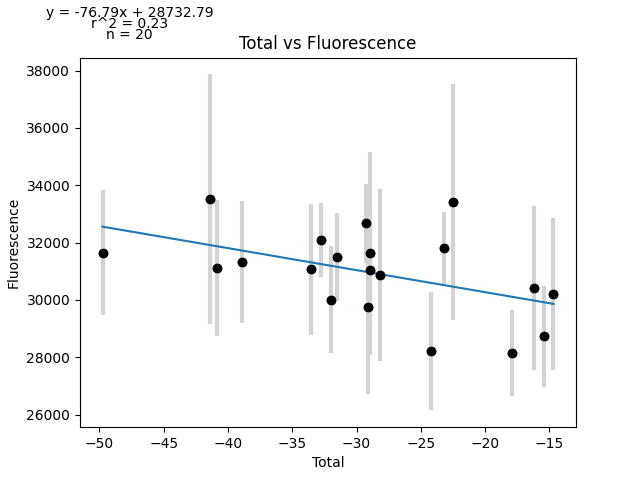 y = -76.79x + 28732.79
r^2 = 0.23
n = 20
Total vs Fluorescence
38000
36000
34000
32000
30000
28000
26000
Fluorescence
−50
−45
−40
−35
−30
−25
−20
−15
Total